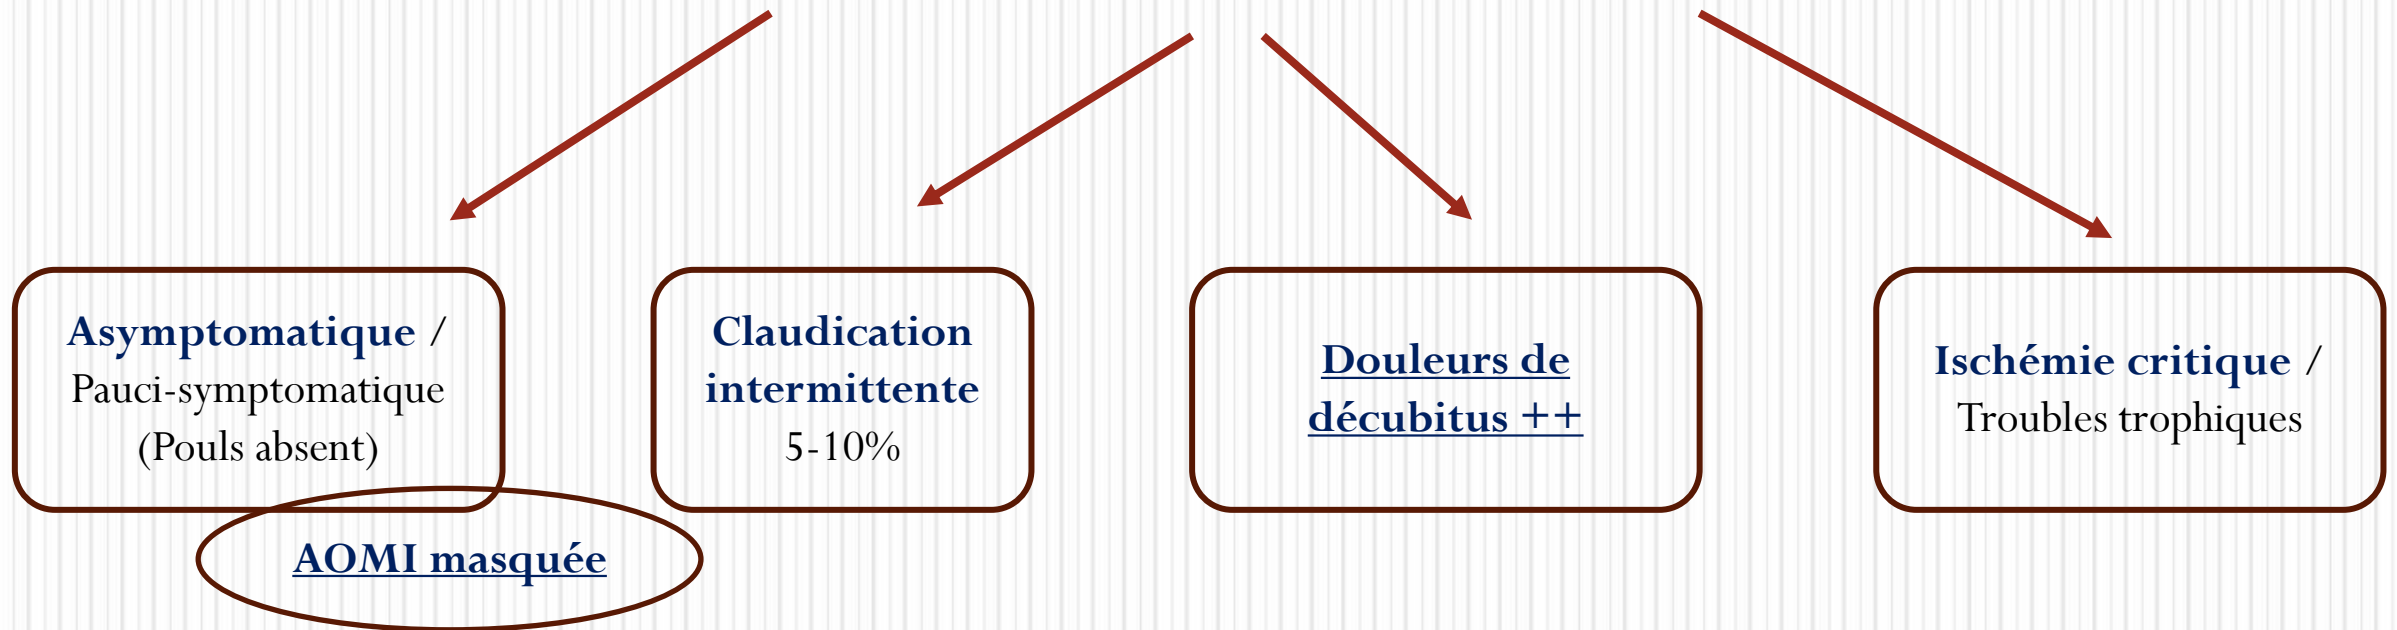 Asymptomatique /
Pauci-symptomatique
(Pouls absent)
AOMI masquée
Claudication
intermittente
5-10%
Douleurs de
décubitus ++
Ischémie critique /
Troubles trophiques